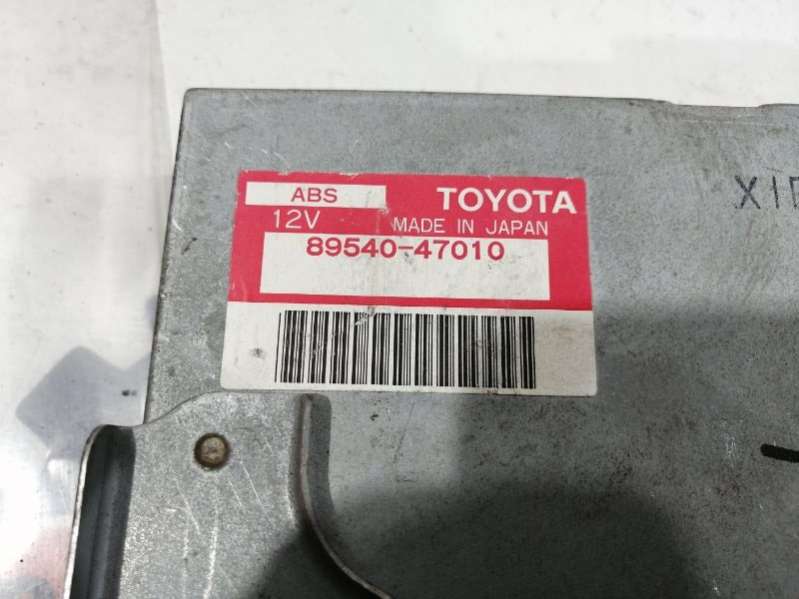 ABS TOYOTA
12V MADE IN JAPAN
89540-47010